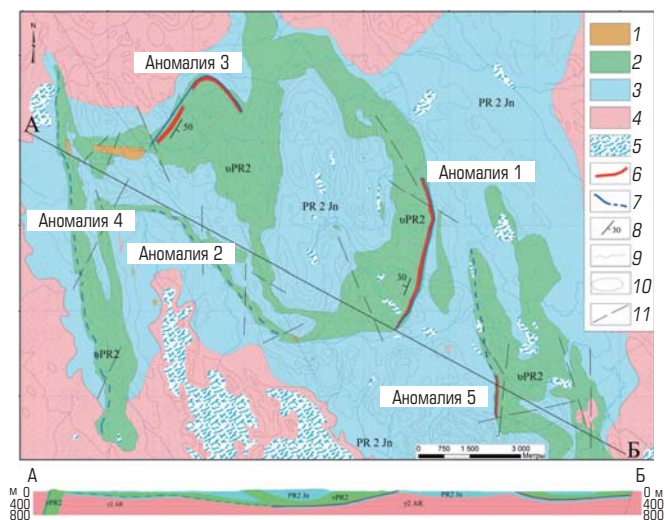 1
2
3
4
5
6
7
8
9
10
11
30
Аномалия 3
А
50
υPR2
PR 2 Jn
PR 2 Jn
Аномалия 1
υPR2
Аномалия 4
Аномалия 2
30
υPR2
υPR2
Аномалия 5
PR 2 Jn
0 750 1 500 3 000
Метры
Б
А Б
м 0 0 м
400 400
800 800
υPR2 γ2 AR PR2 Jn υPR2 γ2 AR PR2 Jn